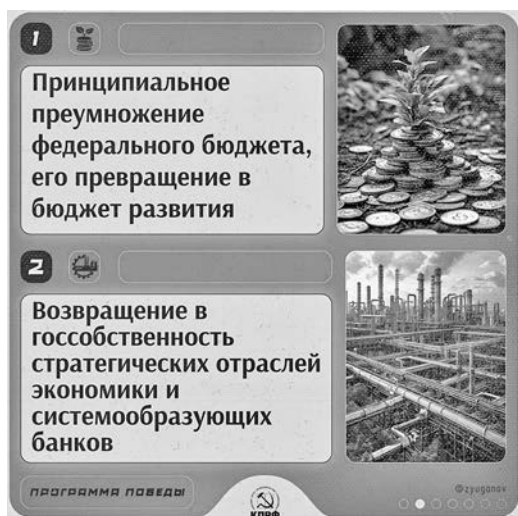 1
Принципиальное
преумножение
федерального бюджета,
его превращение в
бюджет развития
2
Возвращение в
госсобственность
стратегических отраслей
экономики и
системообразующих
банков
ПРОГРАММА ПОБЕДЫ
КПРФ
@zyuganov